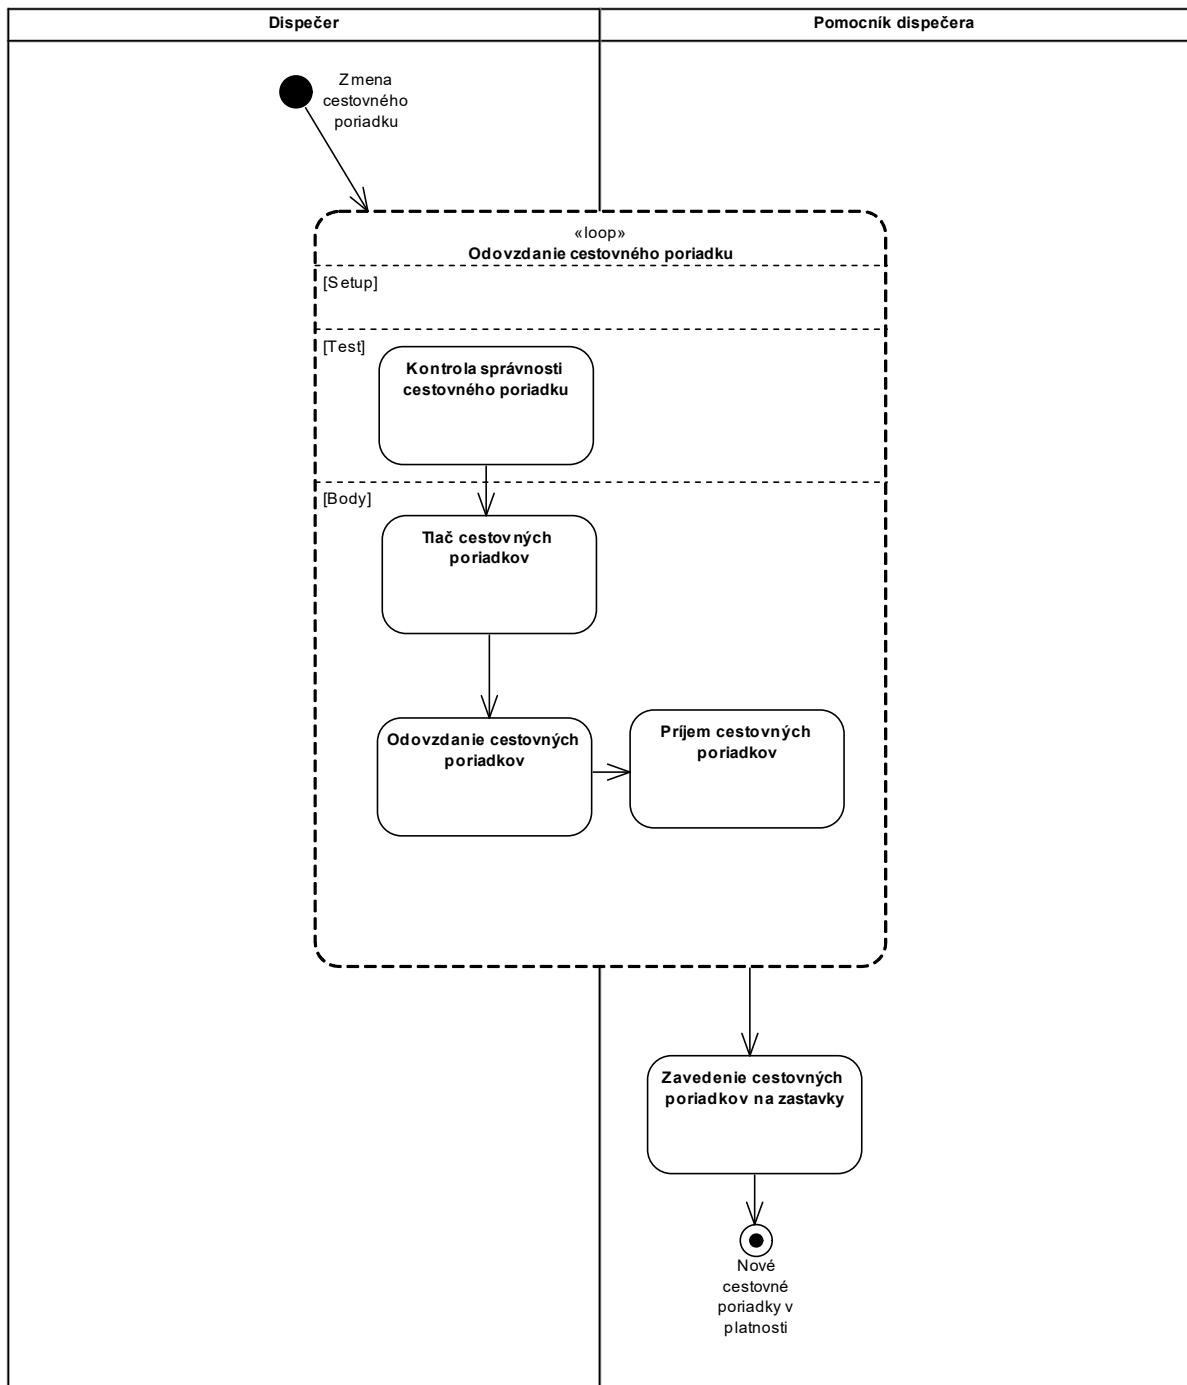 Dispečer
Pomocník dispečera
Zmena
cestovného
poriadku
«loop»
Odovzdanie cestovného poriadku
[Setup]
[Test]
Kontrola správnosti
cestovného poriadku
[Body]
Tlač cestovných
poriadkov
Odovzdanie cestovných
poriadkov
Príjem cestovných
poriadkov
Zavedenie cestovných
poriadkov na zastavky
Nové
cestovné
poriadky v
platnosti